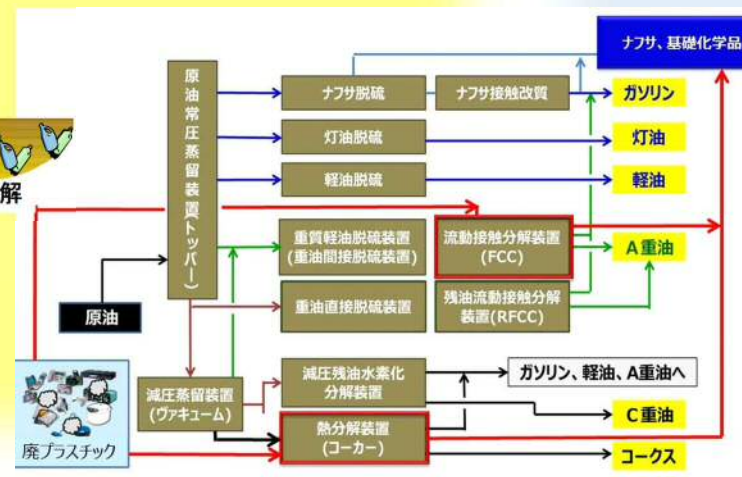 ナフサ、基礎化学品
原
油
常
圧
蒸
留
装
置
(トッパー)
ナフサ脱硫
ナフサ接触改質
ガソリン
灯油脱硫
灯油
解
軽油脱硫
軽油
重質軽油脱硫装置
(重油間接脱硫装置)
流動接触分解装置
(FCC)
A重油
原油
重油直接脱硫装置
残油流動接触分解
装置(RFCC)
減圧蒸留装置
(ヴァキューム)
減圧残油水素化
分解装置
ガソリン、軽油、A重油へ
C重油
廃プラスチック
熱分解装置
(コーカー)
コークス